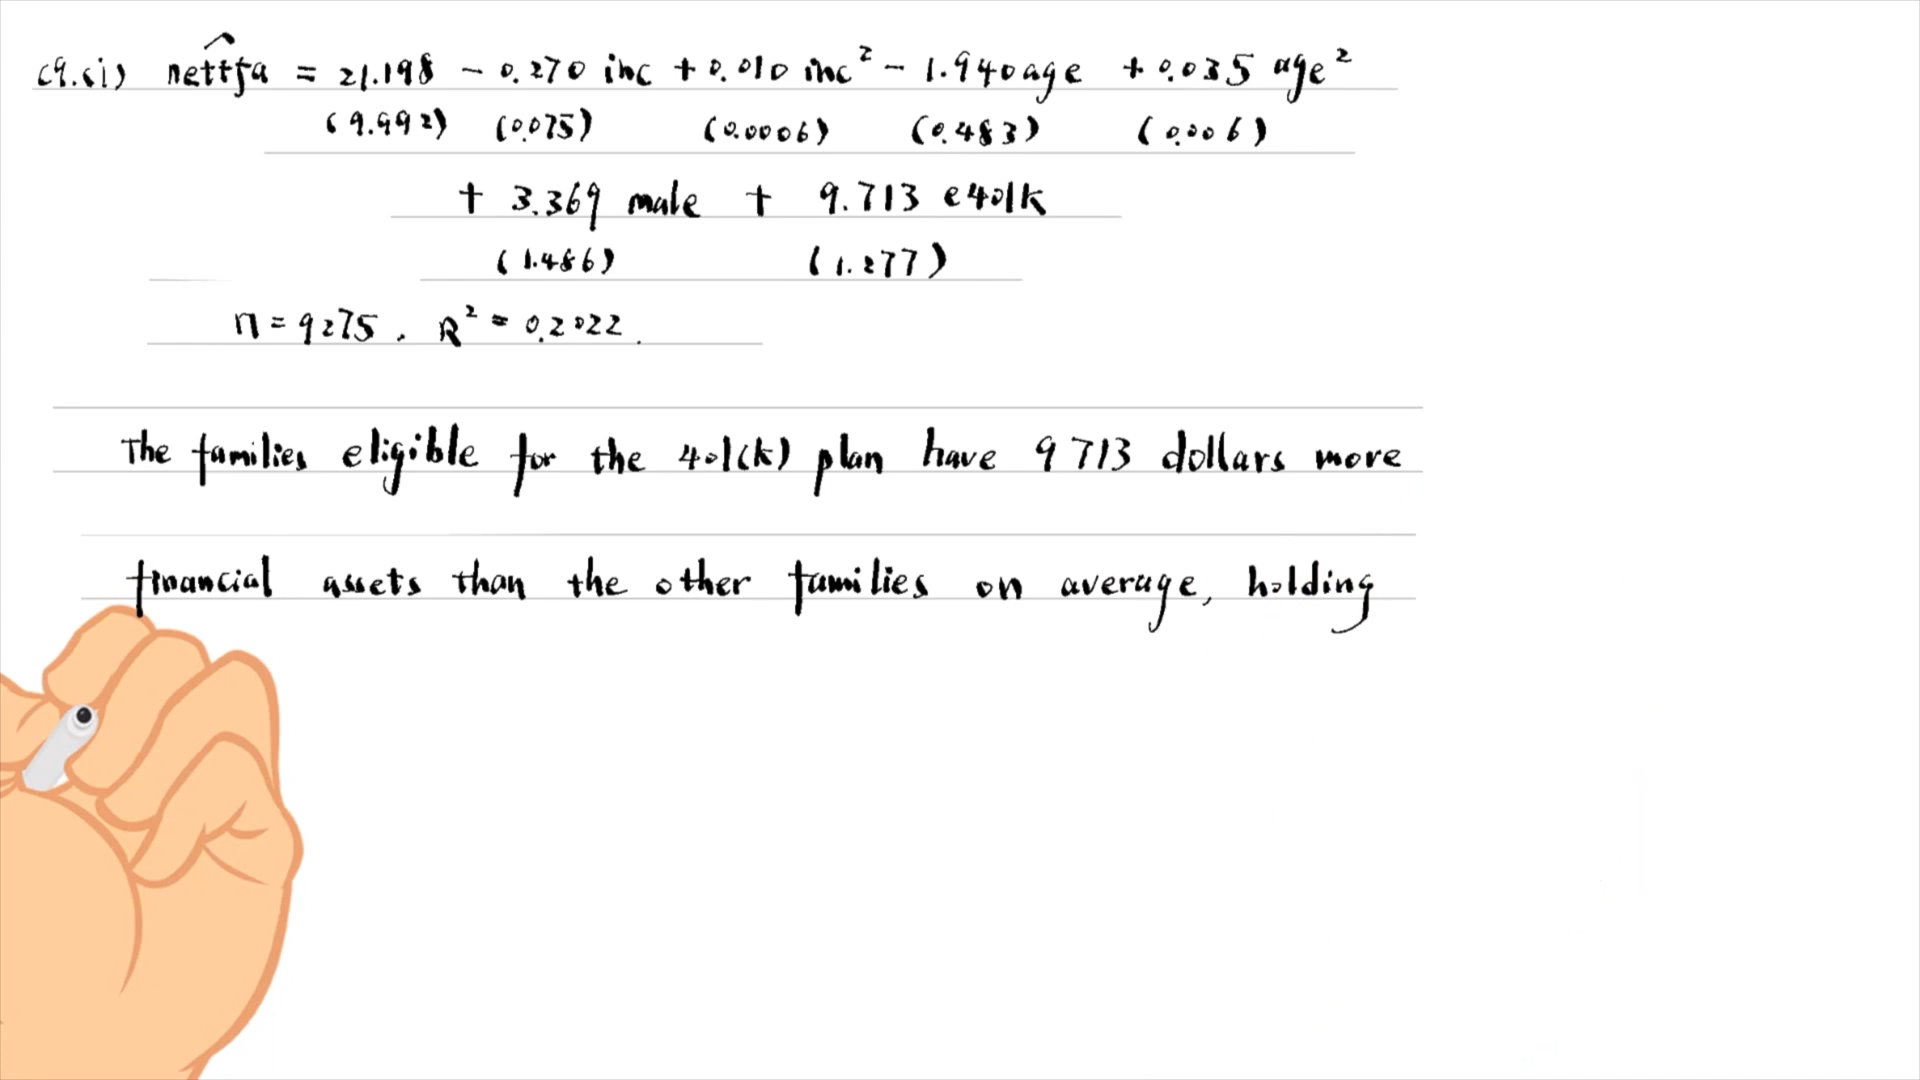 C9.(i) nettfa^ = 21.198 - 0.270 inc + 0.010 inc² - 1.940 age + 0.035 age²
(9.992) (0.075) (0.0006) (0.483) (0.006)
+ 3.369 male + 9.713 e401k
(1.486) (1.277)
n = 9275 , R² = 0.2022 .
The families eligible for the 401(k) plan have 9 713 dollars more
financial assets than the other families on average, holding